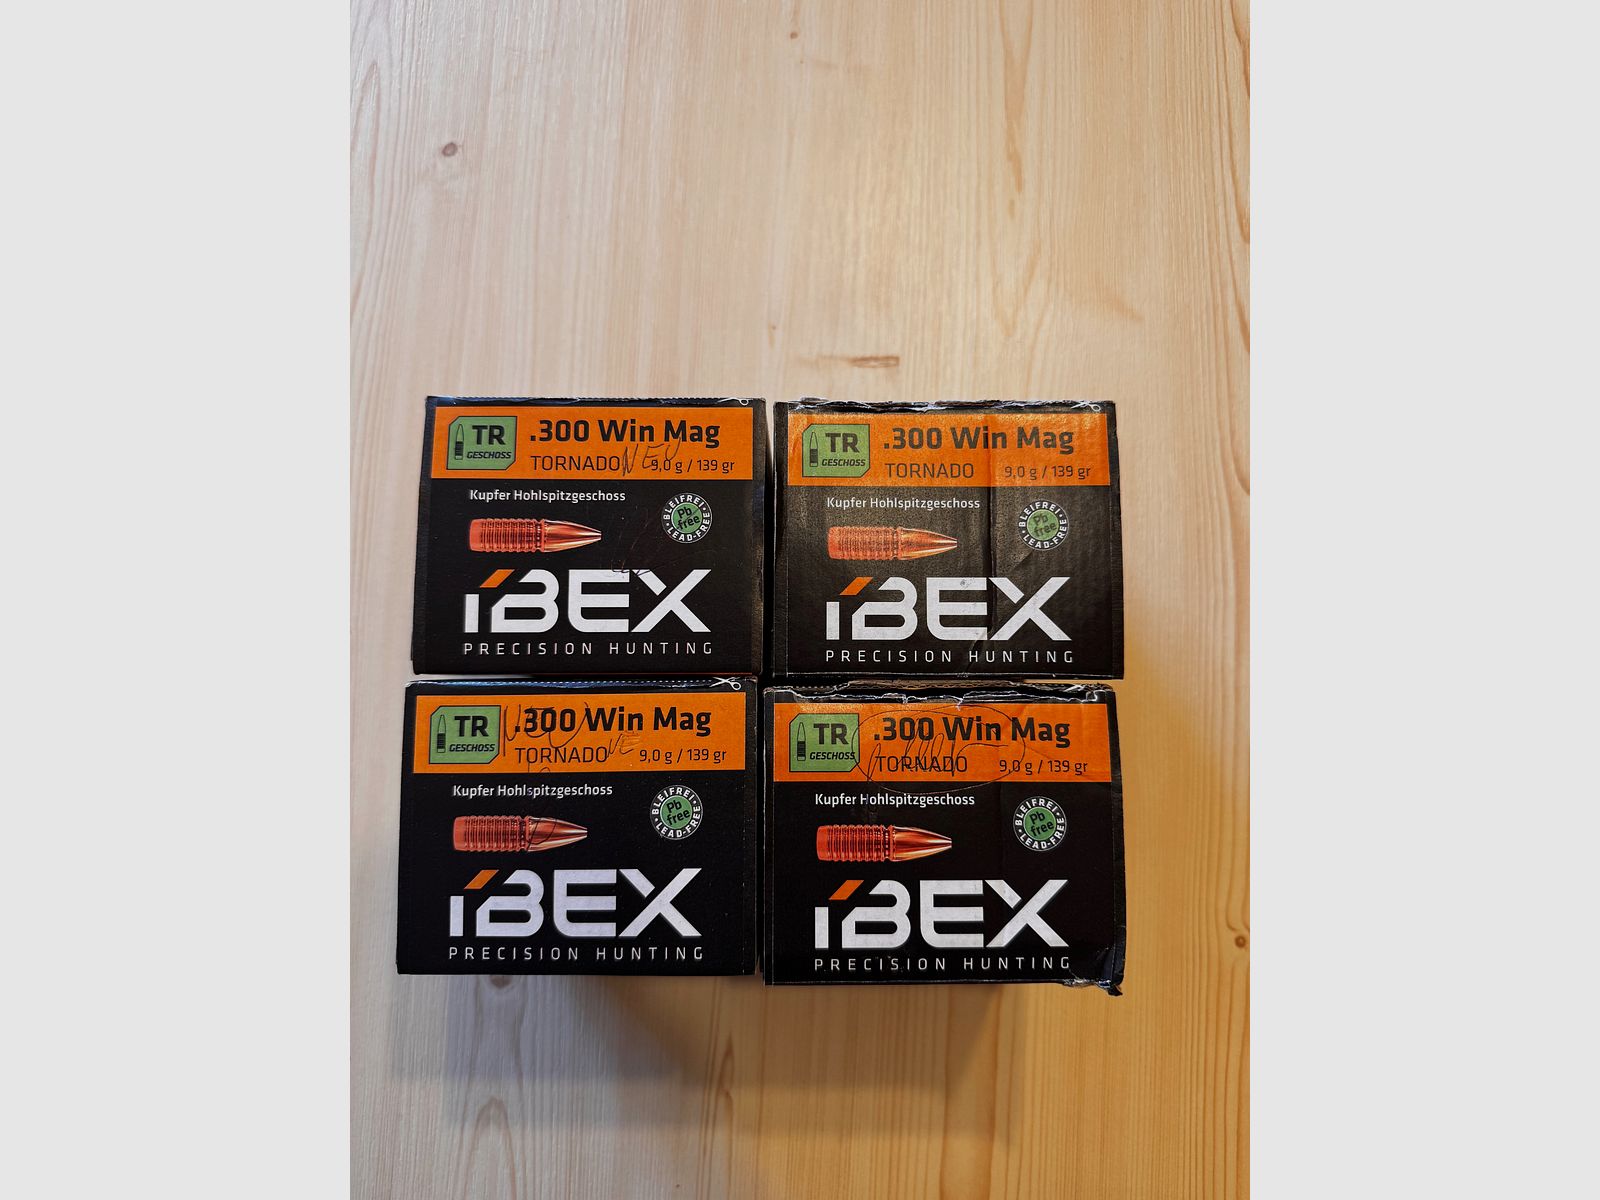 TR
GESCHOSS
.300 Win Mag
TORNADO NEU 9,0 g / 139 gr
Kupfer Hohlspitzgeschoss
BLEIFREI
Pb
free
LEAD-FREE
iBEX
PRECISION HUNTING
TR
GESCHOSS
.300 Win Mag
TORNADO 9,0 g / 139 gr
Kupfer Hohlspitzgeschoss
BLEIFREI
Pb
free
LEAD-FREE
iBEX
PRECISION HUNTING
TR
GESCHOSS
.300 Win Mag
TORNADO 9,0 g / 139 gr
Kupfer Hohlspitzgeschoss
BLEIFREI
Pb
free
LEAD-FREE
iBEX
PRECISION HUNTING
TR
GESCHOSS
.300 Win Mag
TORNADO 9,0 g / 139 gr
Kupfer Hohlspitzgeschoss
BLEIFREI
Pb
free
LEAD-FREE
iBEX
PRECISION HUNTING